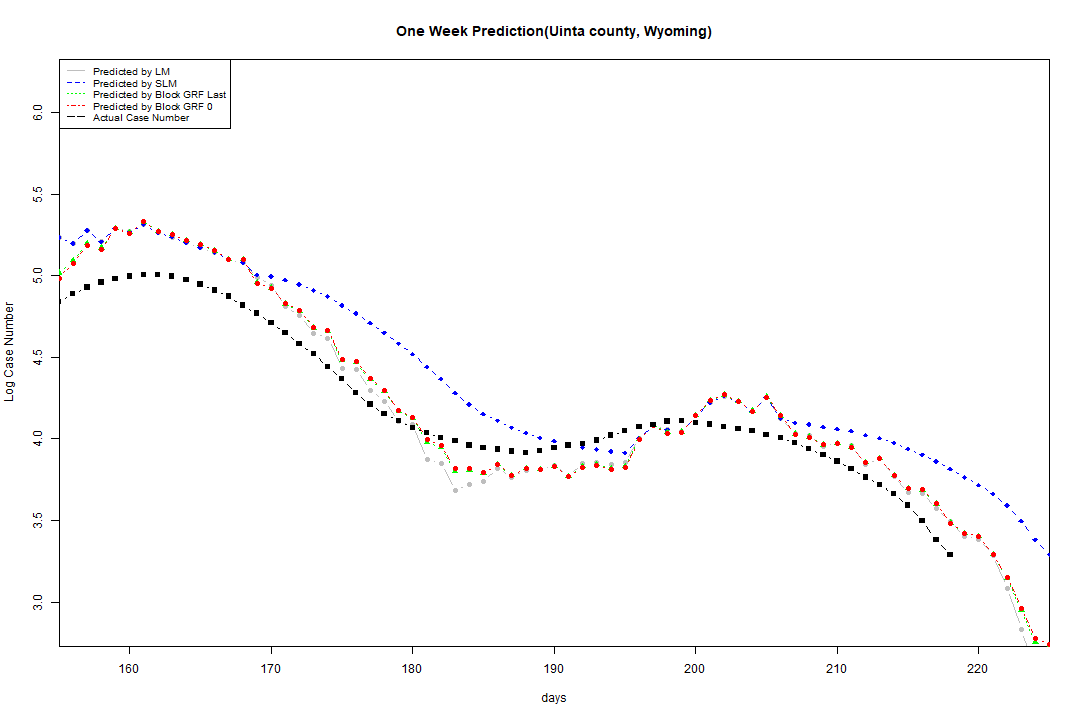 One Week Prediction(Uinta county, Wyoming)
Predicted by LM
Predicted by SLM
Predicted by Block GRF Last
Predicted by Block GRF 0
Actual Case Number
Log Case Number
6.0
5.5
5.0
4.5
4.0
3.5
3.0
160 170 180 190 200 210 220
days